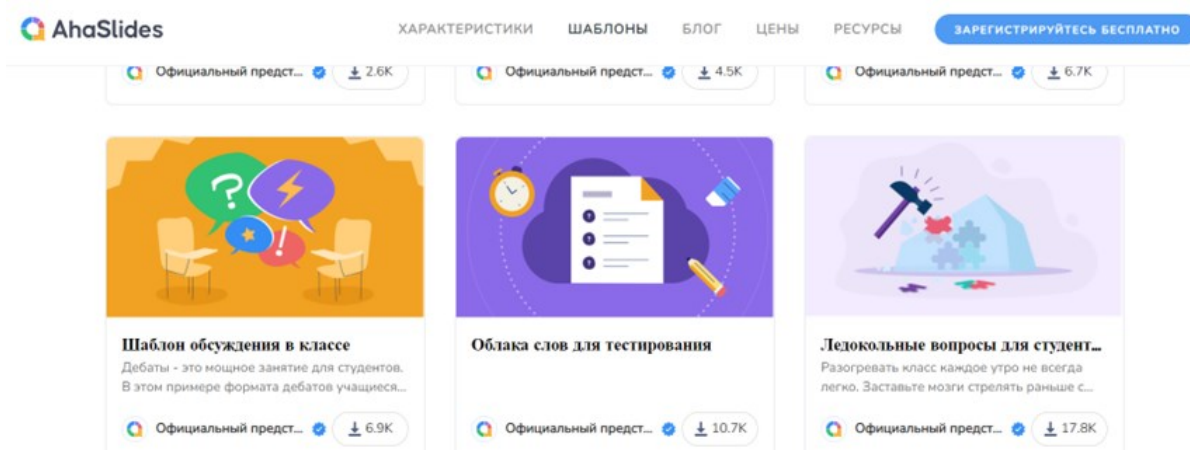 AhaSlides
ХАРАКТЕРИСТИКИ ШАБЛОНЫ БЛОГ ЦЕНЫ РЕСУРСЫ ЗАРЕГИСТРИРУЙТЕСЬ БЕСПЛАТНО
Официальный предст... 2.6K Официальный предст... 4.5K Официальный предст... 6.7K
Шаблон обсуждения в классе
Дебаты - это мощное занятие для студентов.
В этом примере формата дебатов учащиеся...
Официальный предст... 6.9K
Облака слов для тестирования
Официальный предст... 10.7K
Ледокольные вопросы для студент...
Разогревать класс каждое утро не всегда
легко. Заставьте мозги стрелять раньше с...
Официальный предст... 17.8K